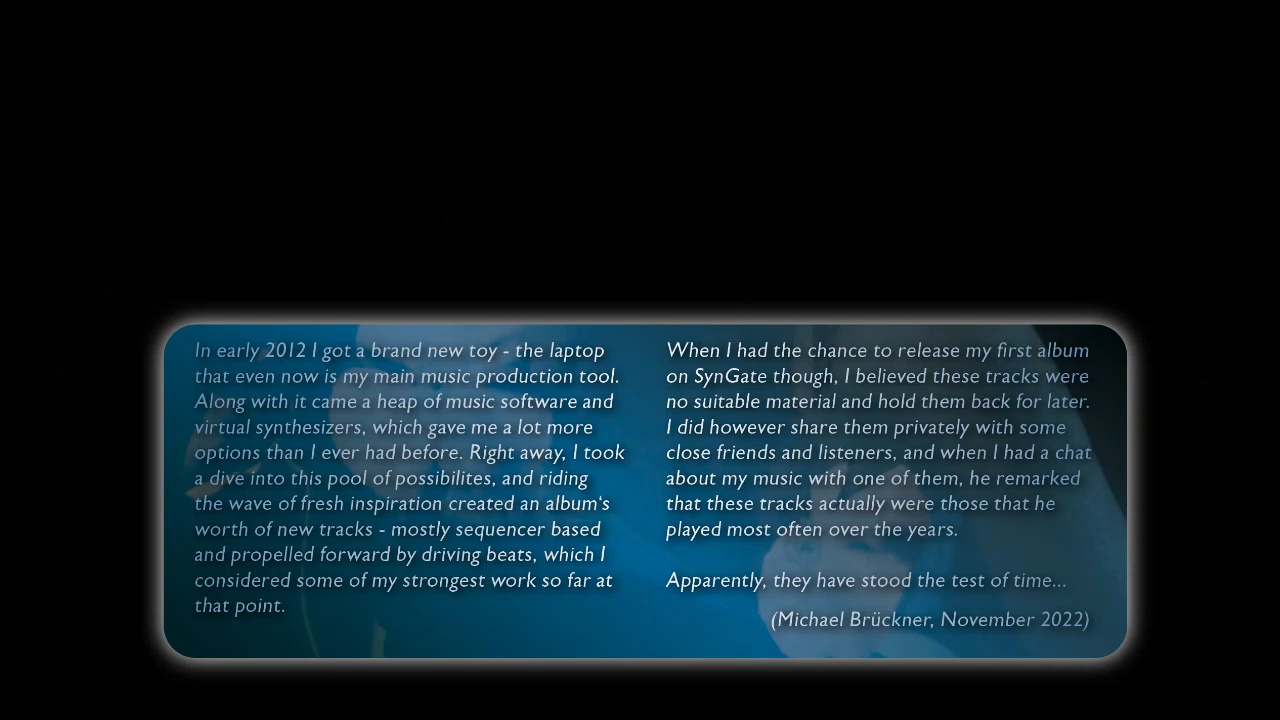 In early 2012 I got a brand new toy - the laptop
that even now is my main music production tool.
Along with it came a heap of music software and
virtual synthesizers, which gave me a lot more
options than I ever had before. Right away, I took
a dive into this pool of possibilites, and riding
the wave of fresh inspiration created an album‘s
worth of new tracks - mostly sequencer based
and propelled forward by driving beats, which I
considered some of my strongest work so far at
that point.
When I had the chance to release my first album
on SynGate though, I believed these tracks were
no suitable material and hold them back for later.
I did however share them privately with some
close friends and listeners, and when I had a chat
about my music with one of them, he remarked
that these tracks actually were those that he
played most often over the years.
Apparently, they have stood the test of time...
(Michael Brückner, November 2022)